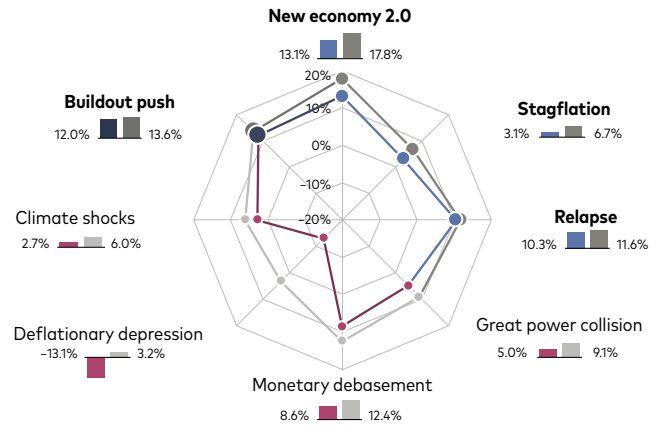 New economy 2.0
13.1% 17.8%
20%
10%
0%
–10%
–20%
Buildout push
12.0% 13.6%
Stagflation
3.1% 6.7%
Climate shocks
2.7% 6.0%
Relapse
10.3% 11.6%
Deflationary depression
–13.1% 3.2%
Great power collision
5.0% 9.1%
Monetary debasement
8.6% 12.4%